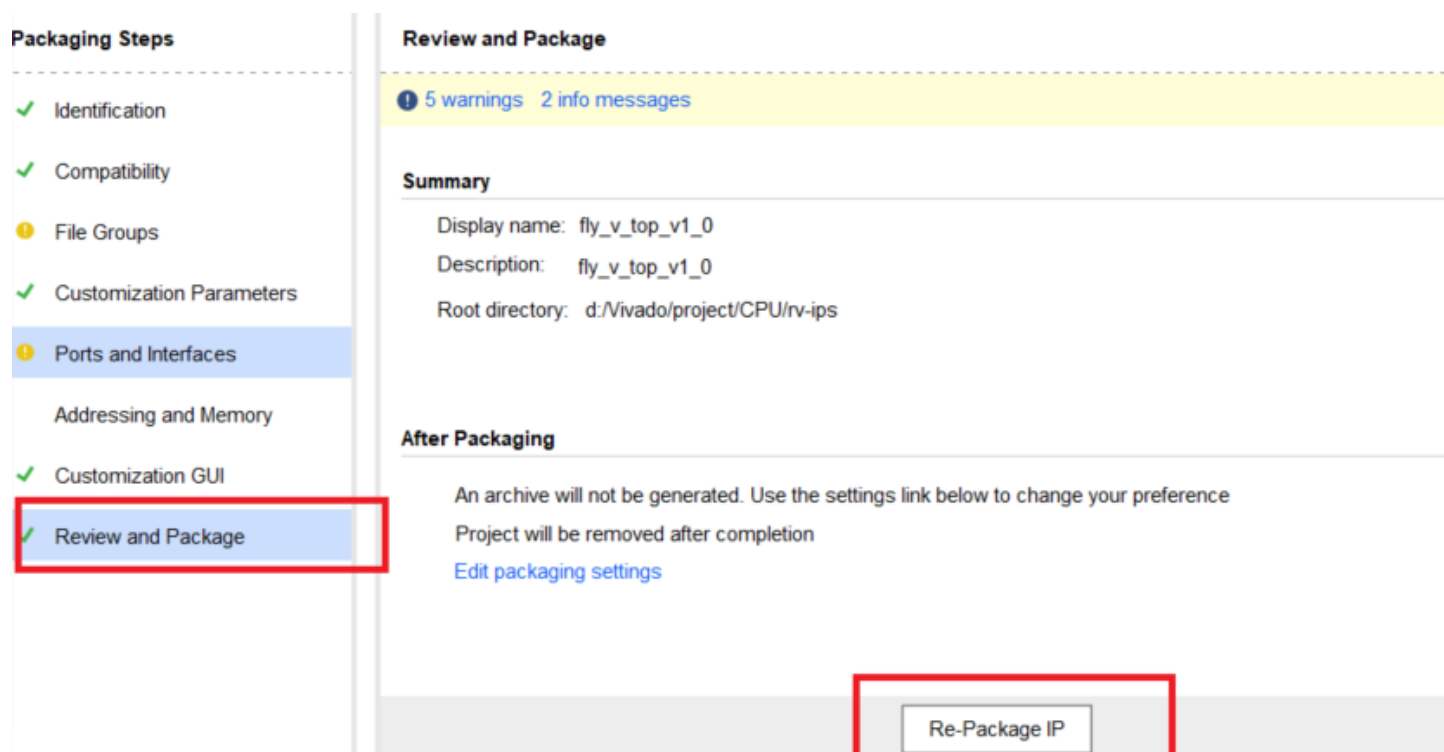 Packaging Steps
Identification
Compatibility
File Groups
Customization Parameters
Ports and Interfaces
Addressing and Memory
Customization GUI
Review and Package
Review and Package
5 warnings 2 info messages
Summary
Display name: fly_v_top_v1_0
Description: fly_v_top_v1_0
Root directory: d:/Vivado/project/CPU/rv-ips
After Packaging
An archive will not be generated. Use the settings link below to change your preference
Project will be removed after completion
Edit packaging settings
Re-Package IP